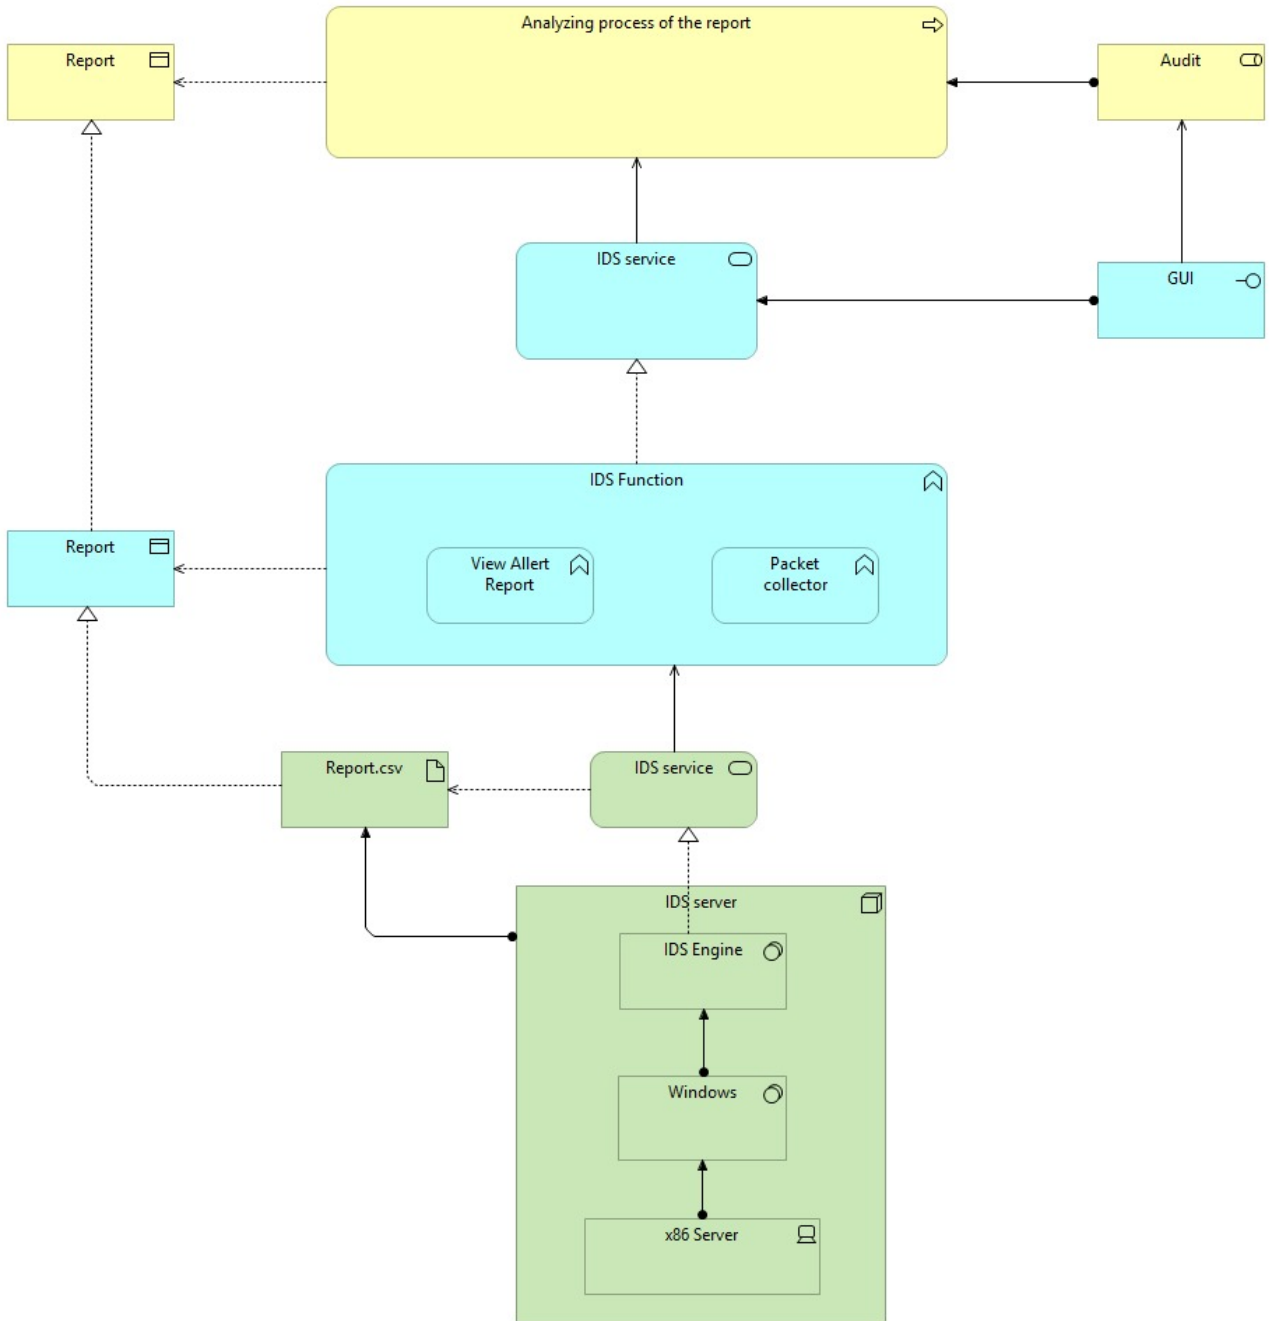 Analyzing process of the report
Report
Audit
IDS service
GUI
IDS Function
Report
View Allert
Report
Packet
collector
Report.csv
IDS service
IDS server
IDS Engine
Windows
x86 Server